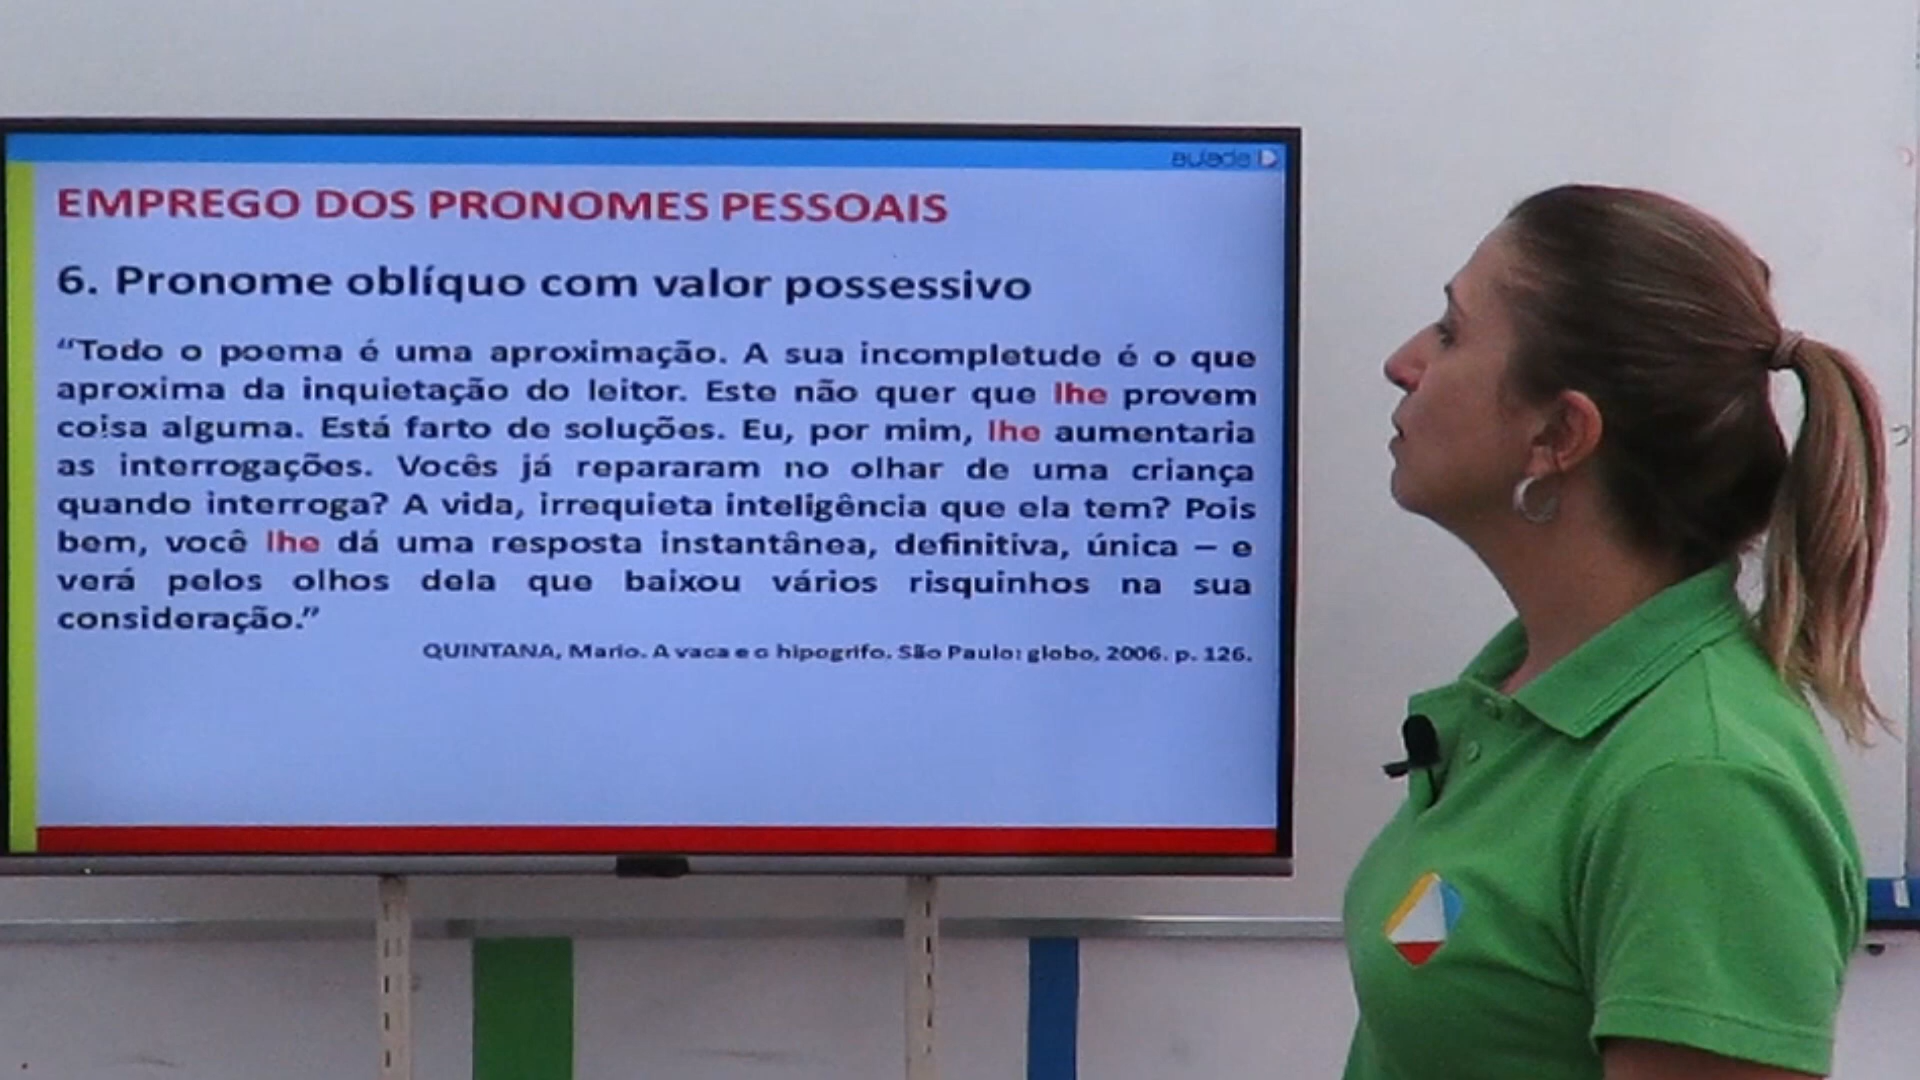 aulade
EMPREGO DOS PRONOMES PESSOAIS
6. Pronome oblíquo com valor possessivo
“Todo o poema é uma aproximação. A sua incompletude é o que
aproxima da inquietação do leitor. Este não quer que lhe provem
coisa alguma. Está farto de soluções. Eu, por mim, lhe aumentaria
as interrogações. Vocês já repararam no olhar de uma criança
quando interroga? A vida, irrequieta inteligência que ela tem? Pois
bem, você lhe dá uma resposta instantânea, definitiva, única – e
verá pelos olhos dela que baixou vários risquinhos na sua
consideração.”
QUINTANA, Mario. A vaca e o hipogrifo. São Paulo: globo, 2006. p. 126.